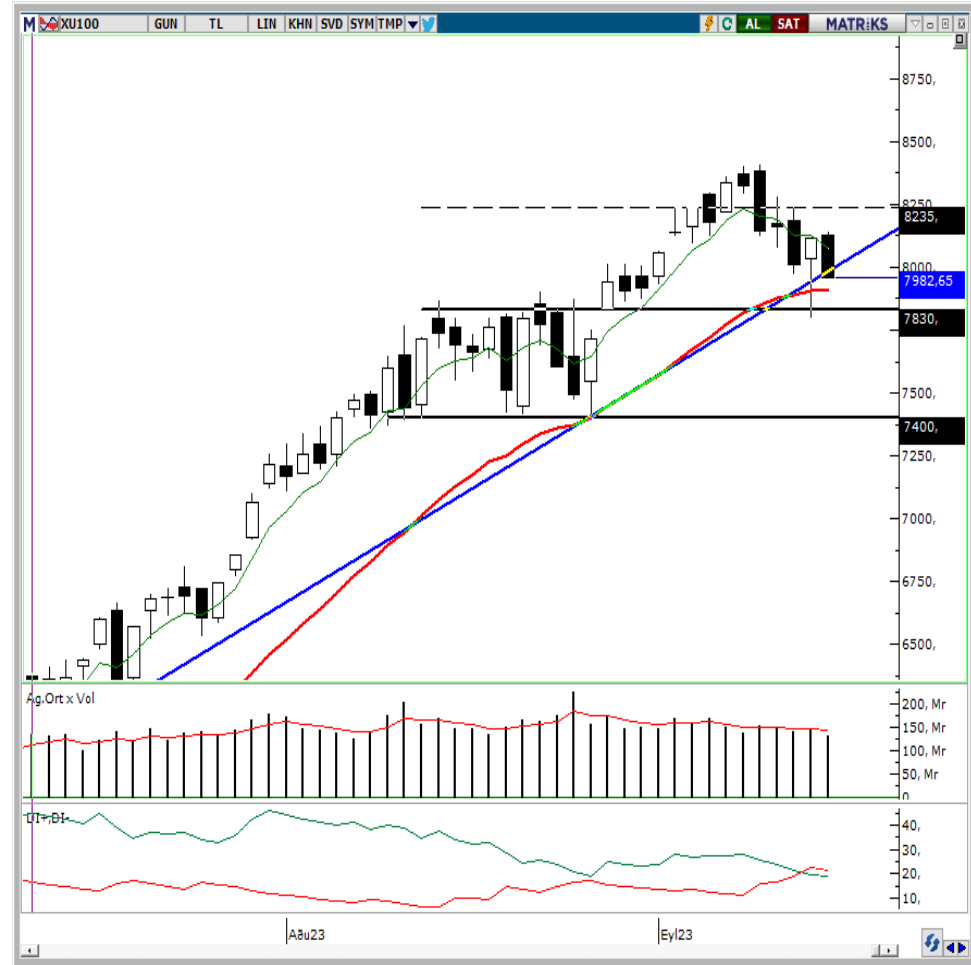 M XU100 GUN TL LIN KHN SVD SYM TMP C AL SAT MATRiKS
8750,
8500,
8250,
8235,
8000,
7982,65
7830,
7500,
7400,
7250,
7000,
6750,
6500,
Ag.Ort x Vol
200, Mr
150, Mr
100, Mr
50, Mr
0
DI+,DI-
40,
30,
20,
10,
Ağu23 Eyl23